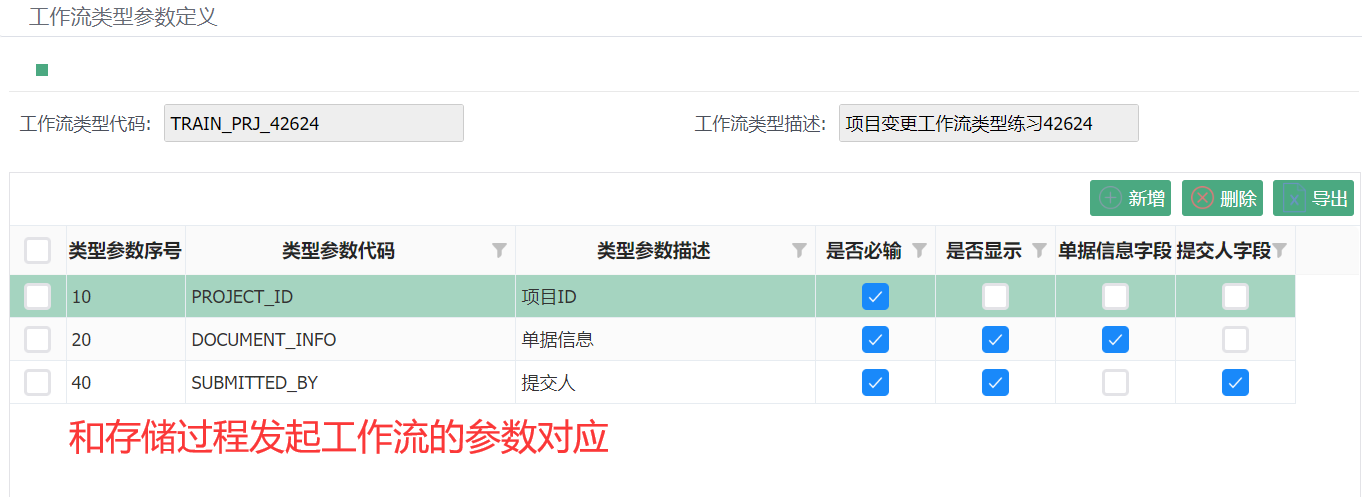 工作流类型参数定义
工作流类型代码: TRAIN_PRJ_42624 工作流类型描述: 项目变更工作流类型练习42624
新增 删除 导出
类型参数序号 类型参数代码 类型参数描述 是否必输 是否显示 单据信息字段 提交人字段
10 PROJECT_ID 项目ID
20 DOCUMENT_INFO 单据信息
40 SUBMITTED_BY 提交人
和存储过程发起工作流的参数对应